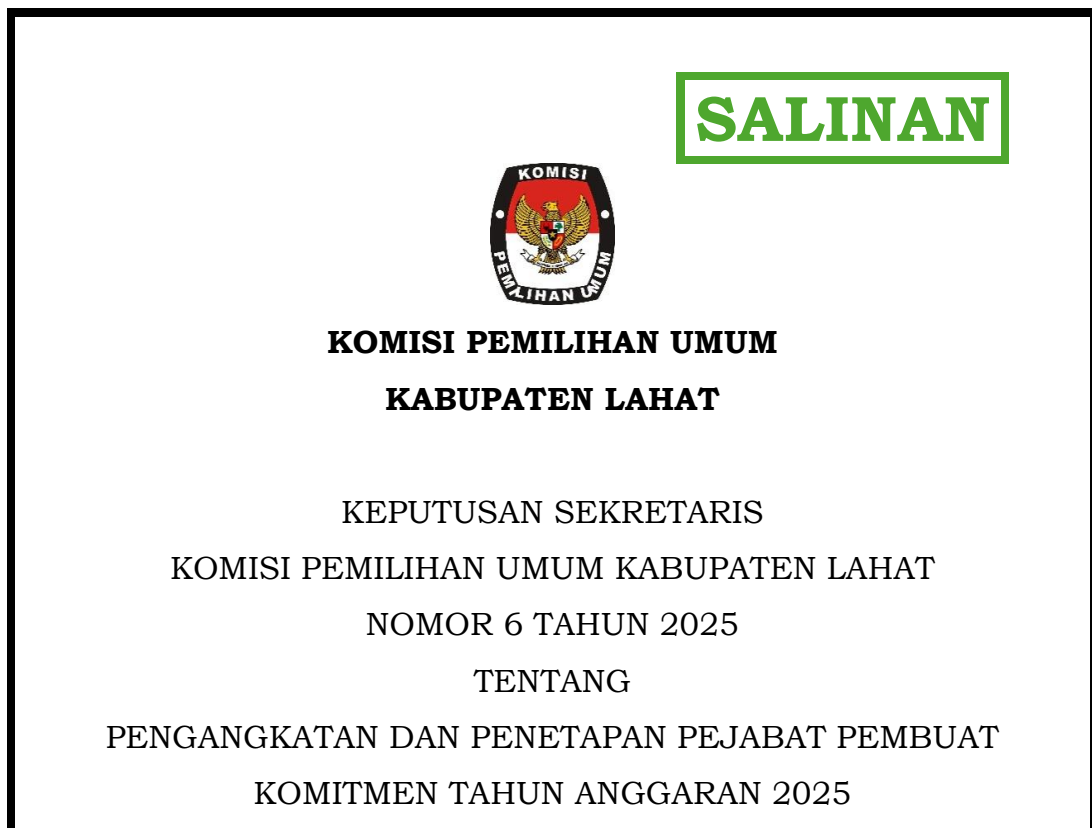 SALINAN
KOMISI
PEMILIHAN UMUM
KOMISI PEMILIHAN UMUM
KABUPATEN LAHAT
KEPUTUSAN SEKRETARIS
KOMISI PEMILIHAN UMUM KABUPATEN LAHAT
NOMOR 6 TAHUN 2025
TENTANG
PENGANGKATAN DAN PENETAPAN PEJABAT PEMBUAT
KOMITMEN TAHUN ANGGARAN 2025